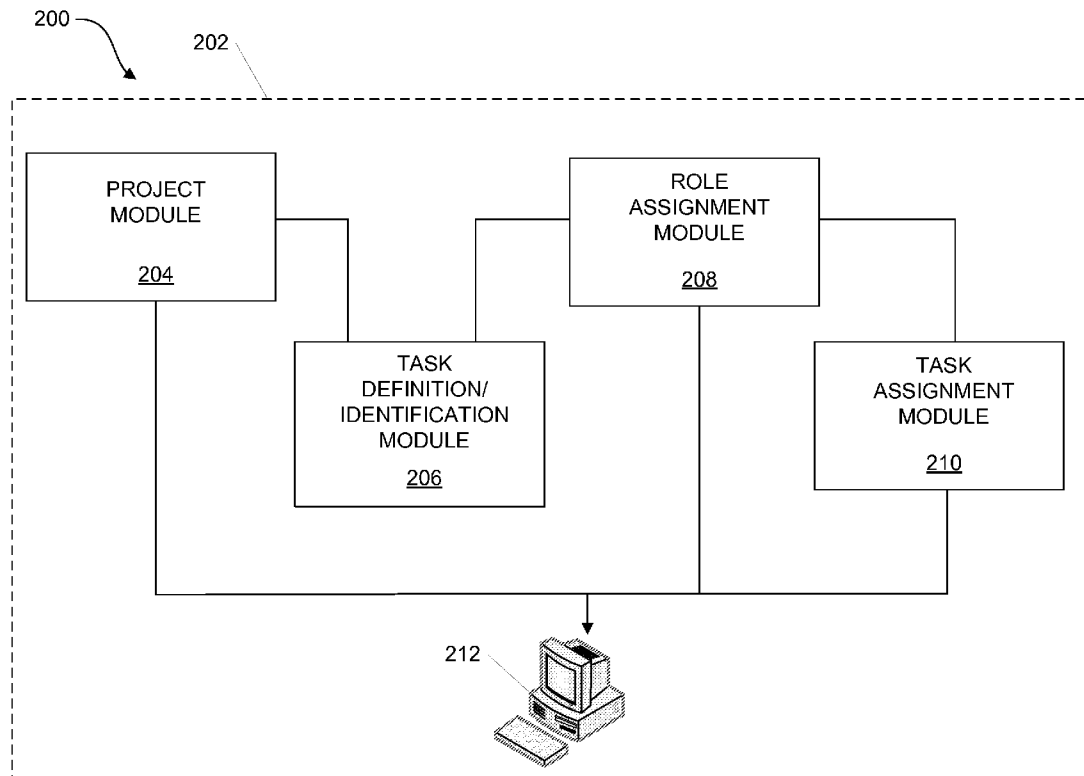 200
202
PROJECT
MODULE
204
ROLE
ASSIGNMENT
MODULE
208
TASK
DEFINITION/
IDENTIFICATION
MODULE
206
TASK
ASSIGNMENT
MODULE
210
212